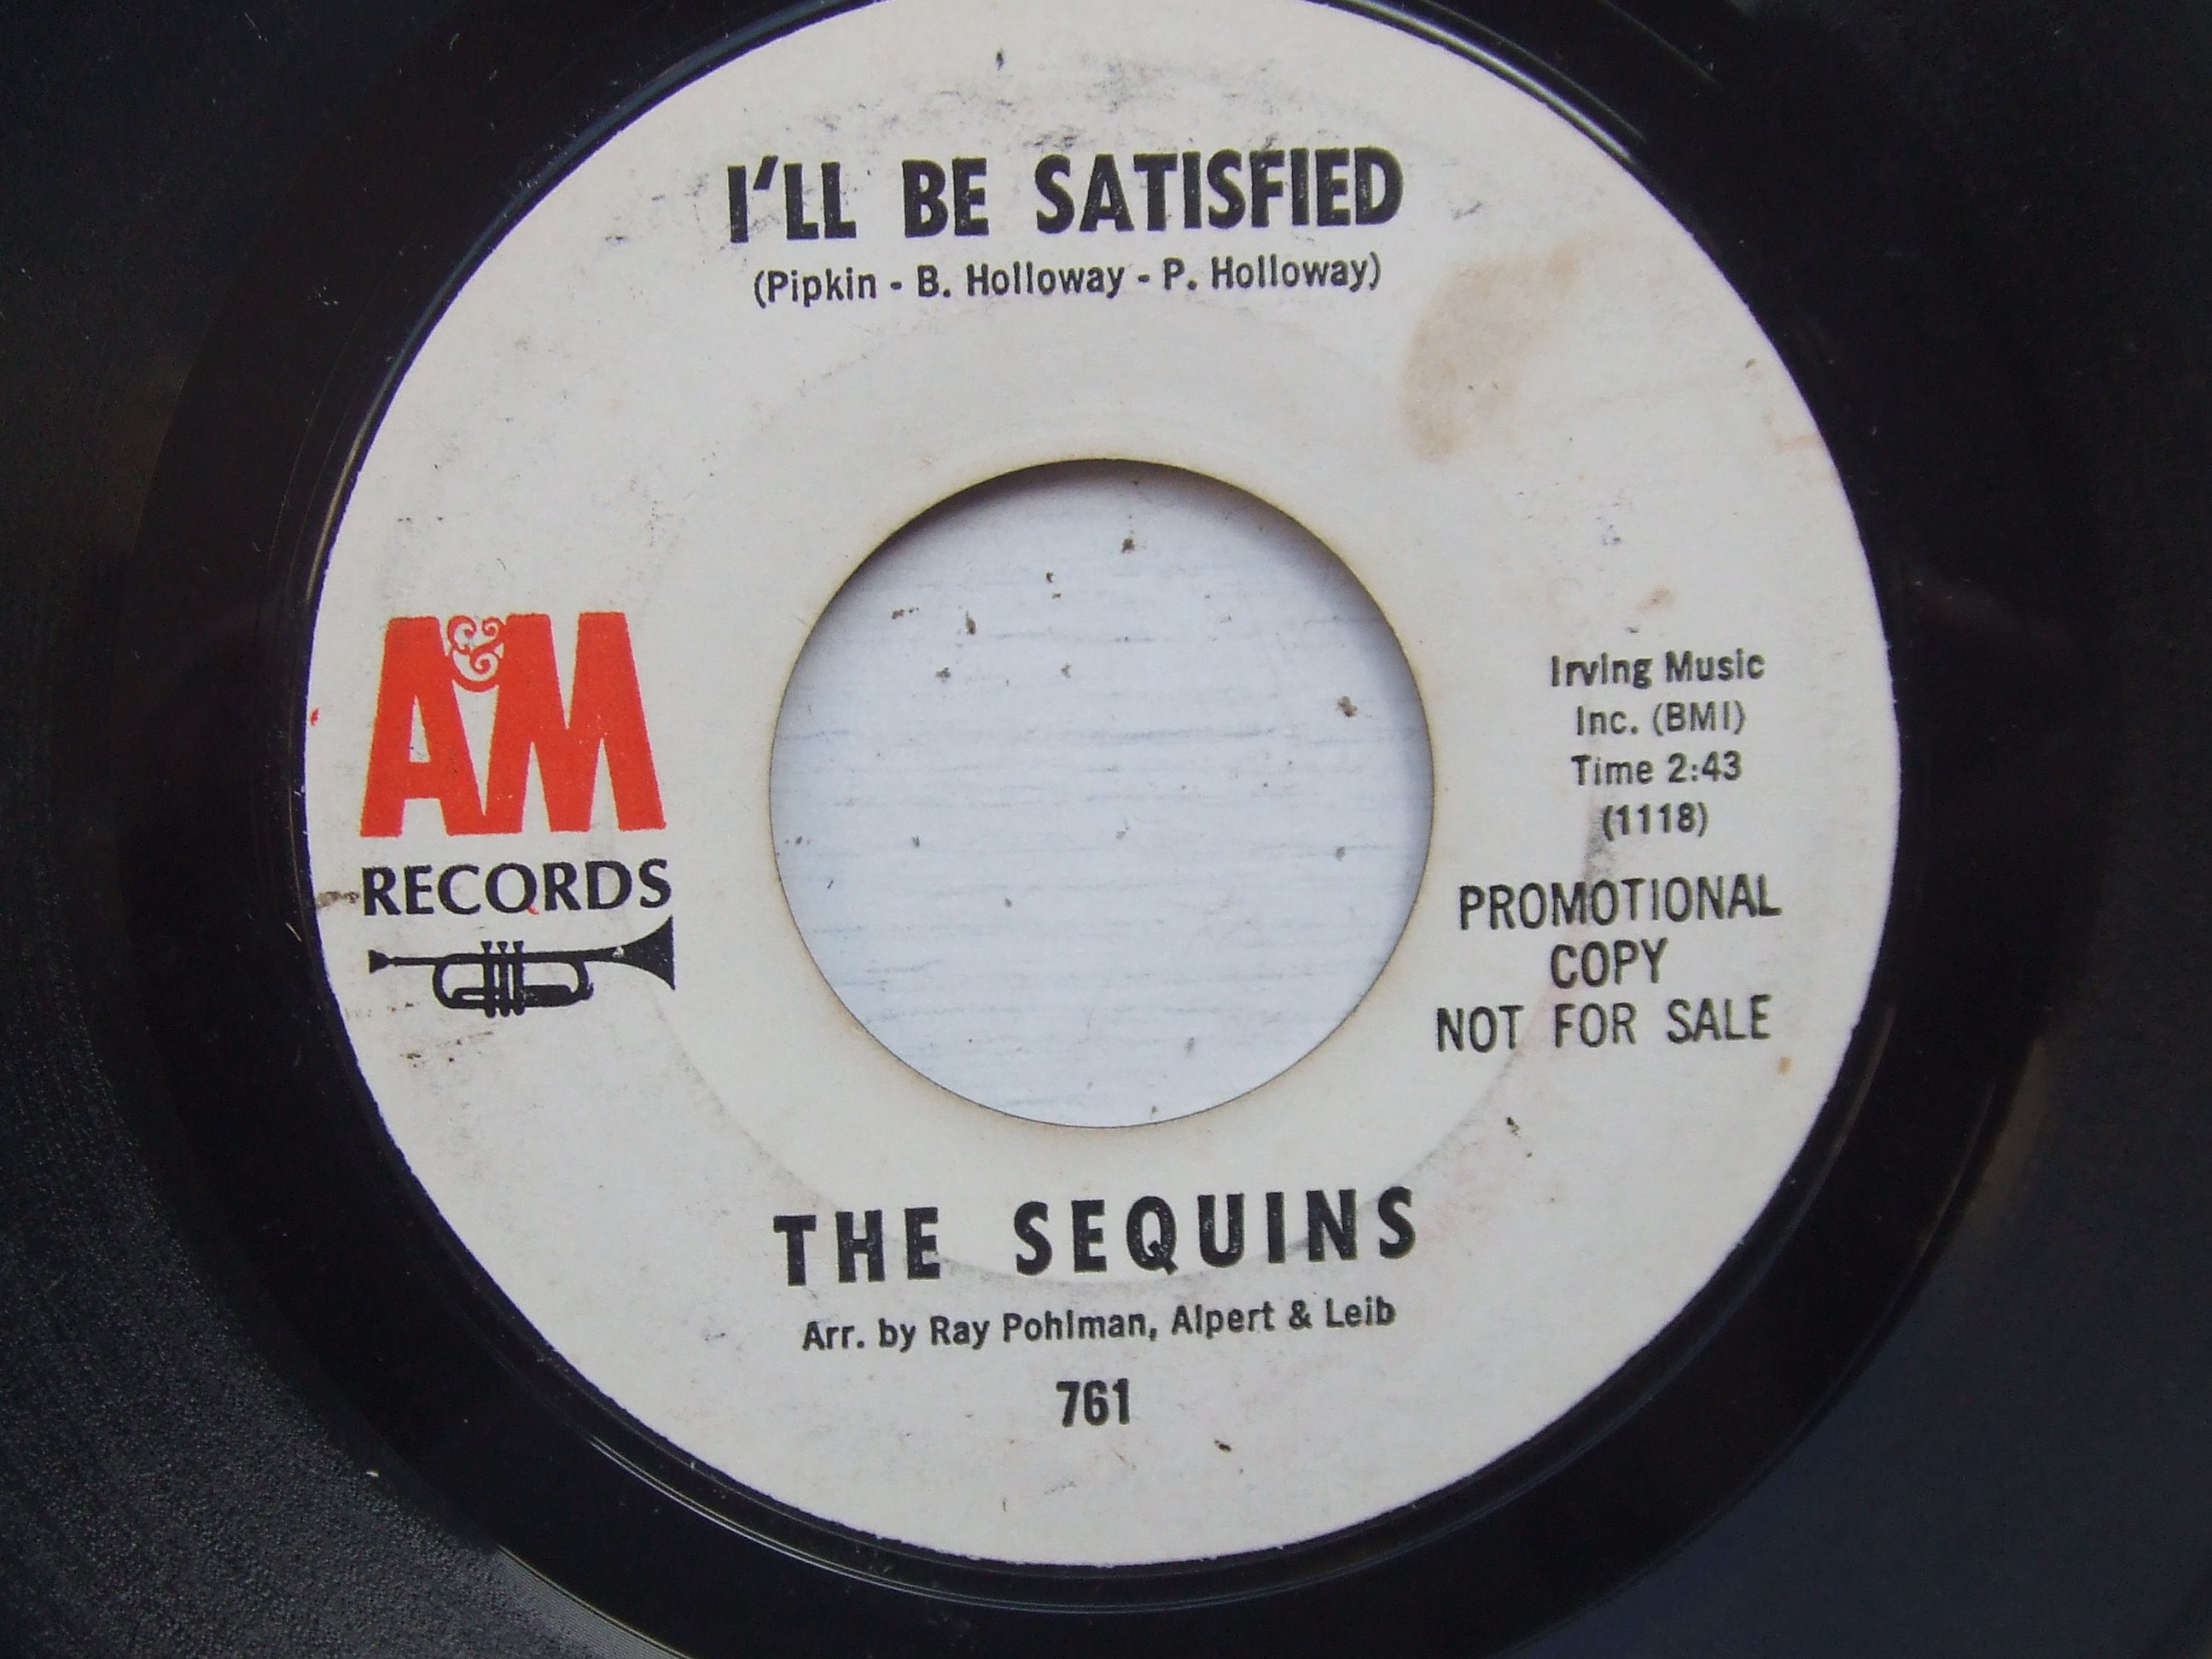 I'LL BE SATISFIED
(Pipkin - B. Holloway - P. Holloway)
A&M
RECORDS
Irving Music
Inc. (BMI)
Time 2:43
(1118)
PROMOTIONAL
COPY
NOT FOR SALE
THE SEQUINS
Arr. by Ray Pohlman, Alpert & Leib
761